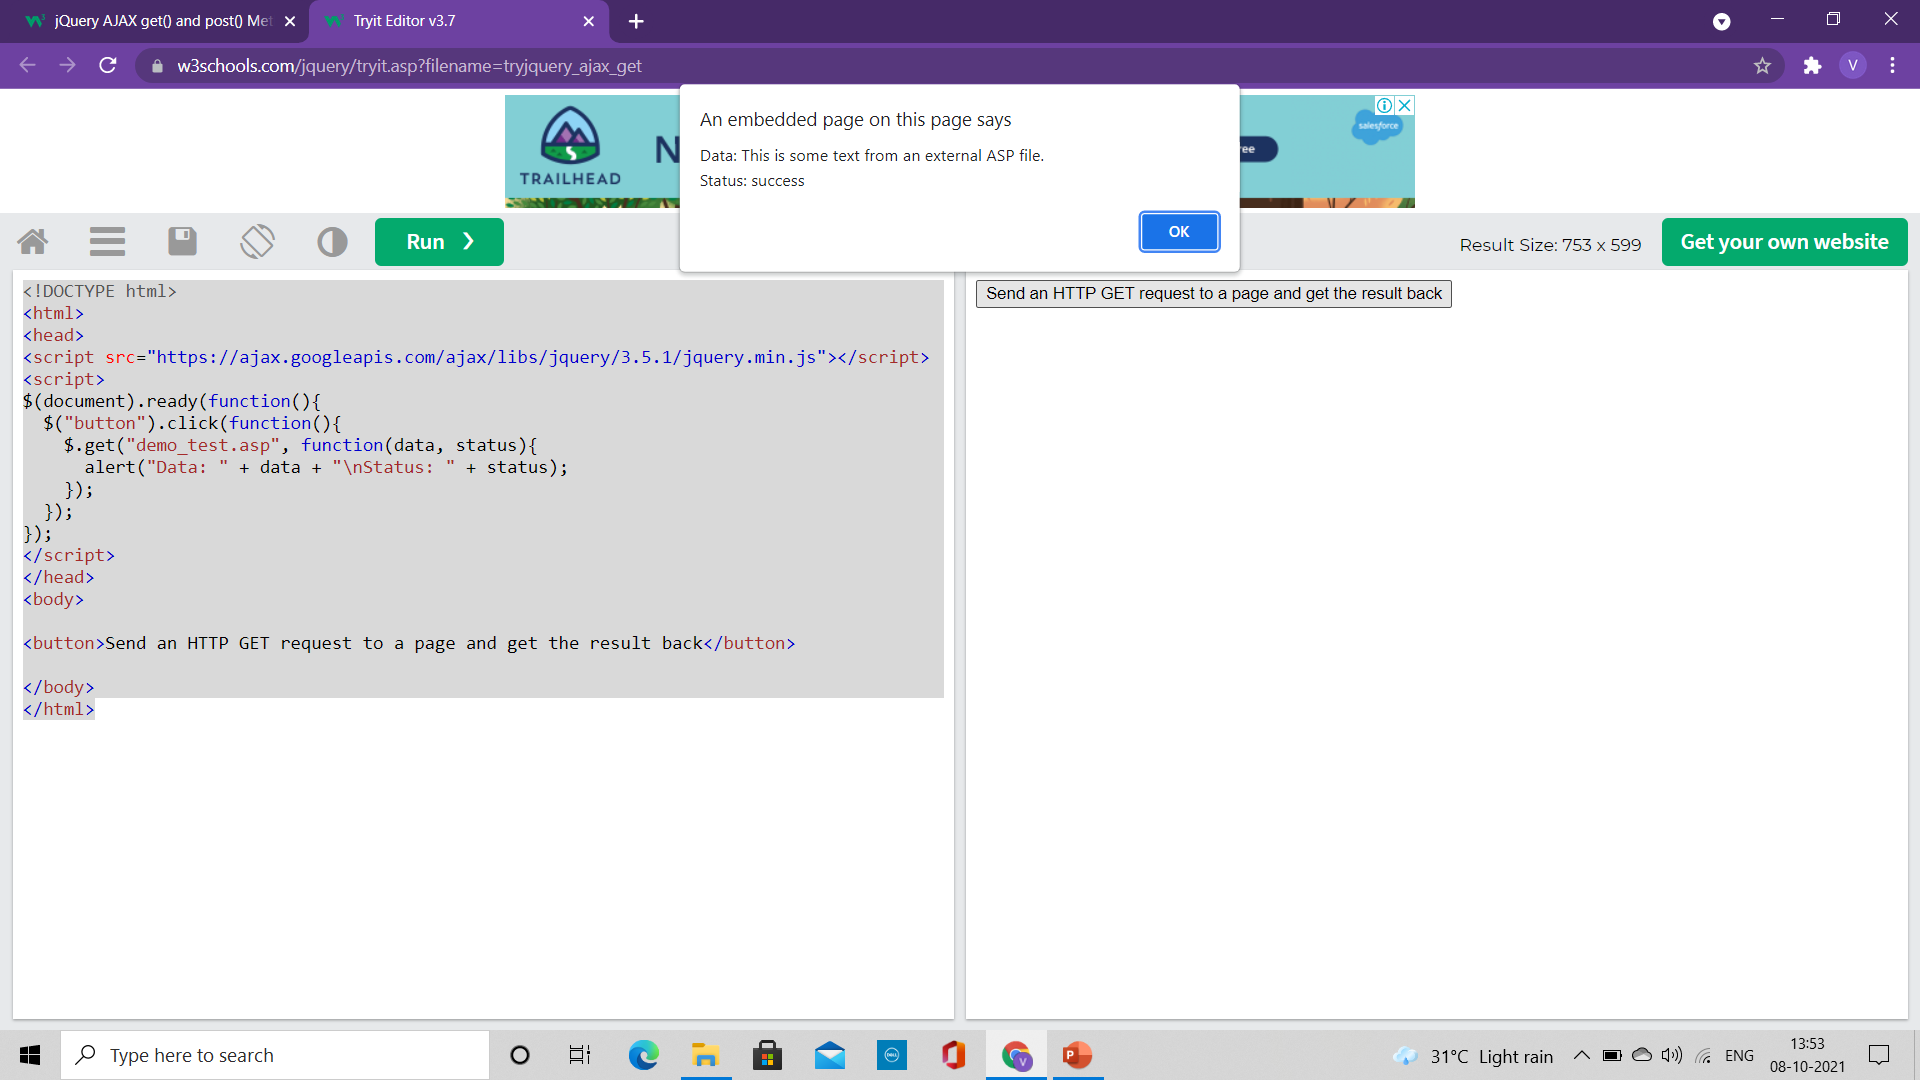 jQuery AJAX get() and post() Met
Tryit Editor v3.7
w3schools.com/jquery/tryit.asp?filename=tryjquery_ajax_get
V
TRAILHEAD
N
An embedded page on this page says
Data: This is some text from an external ASP file.
Status: success
OK
ree
salesforce
Run ❯
Result Size: 753 x 599
Get your own website
<!DOCTYPE html>
<html>
<head>
<script src="https://ajax.googleapis.com/ajax/libs/jquery/3.5.1/jquery.min.js"></script>
<script>
$(document).ready(function(){
  $("button").click(function(){
    $.get("demo_test.asp", function(data, status){
      alert("Data: " + data + "\nStatus: " + status);
    });
  });
});
</script>
</head>
<body>
<button>Send an HTTP GET request to a page and get the result back</button>
</body>
</html>
Send an HTTP GET request to a page and get the result back
Type here to search
DELL
V
P
31°C Light rain
ENG
13:53
08-10-2021